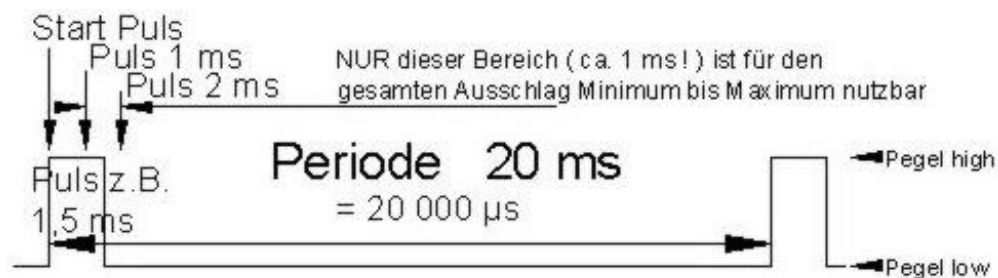 Start Puls
Puls 1 ms
Puls 2 ms
NUR dieser Bereich ( ca. 1 ms ! ) ist für den
gesamten Ausschlag Minimum bis Maximum nutzbar
Periode 20 ms
= 20 000 µs
Puls z.B.
1,5 ms
Pegel high
Pegel low